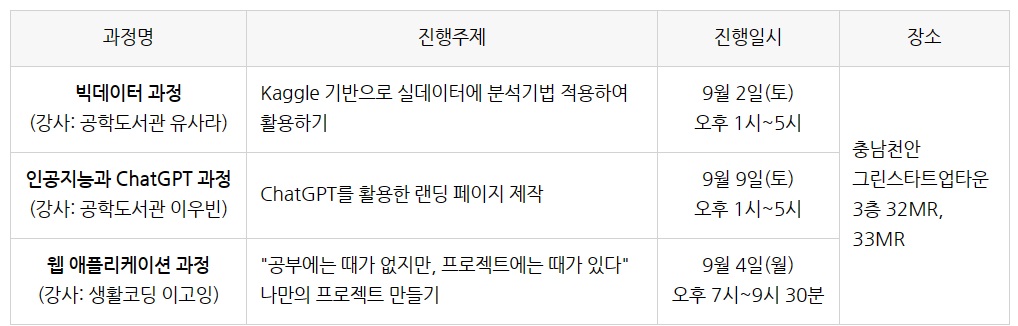 과정명
진행주제
진행일시
장소
빅데이터 과정
(강사: 공학도서관 유사라)
Kaggle 기반으로 실데이터에 분석기법 적용하여
활용하기
9월 2일(토)
오후 1시~5시
충남천안
그린스타트업타운
3층 32MR,
33MR
인공지능과 ChatGPT 과정
(강사: 공학도서관 이우빈)
ChatGPT를 활용한 랜딩 페이지 제작
9월 9일(토)
오후 1시~5시
웹 애플리케이션 과정
(강사: 생활코딩 이고잉)
"공부에는 때가 없지만, 프로젝트에는 때가 있다"
나만의 프로젝트 만들기
9월 4일(월)
오후 7시~9시 30분